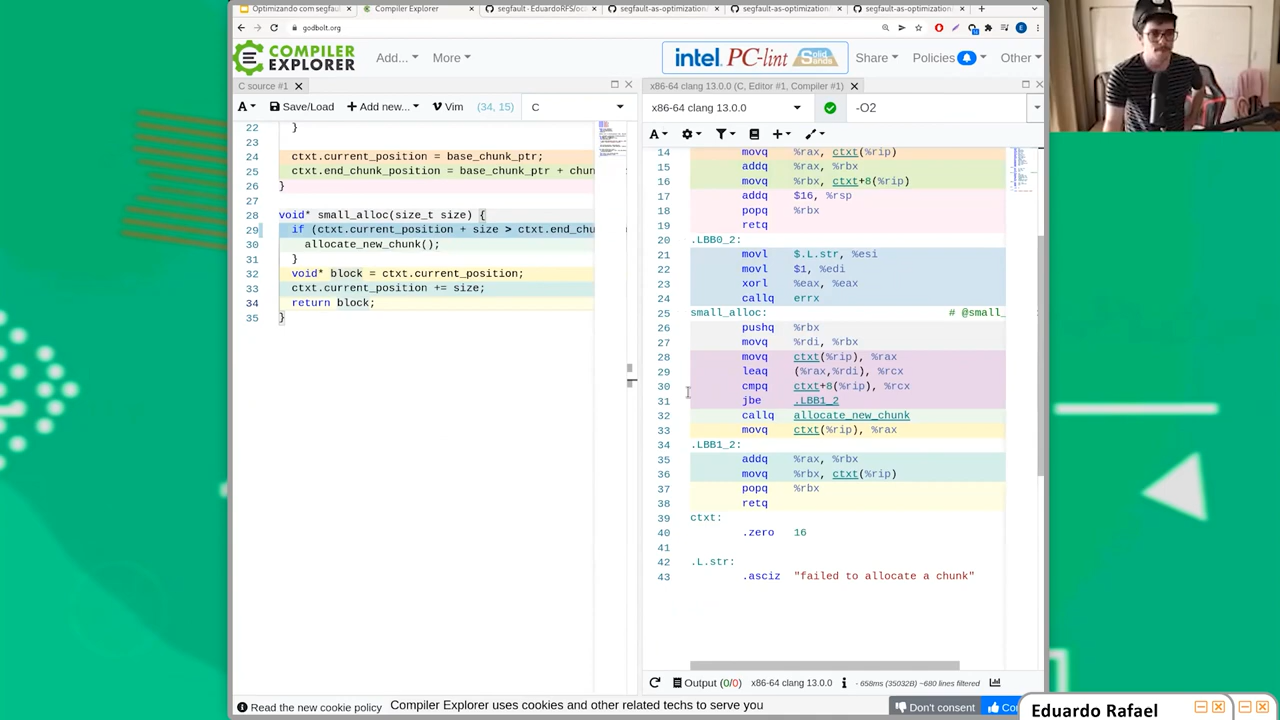 Optimizando com segfau
Compiler Explorer
segfault · EduardoRFS/oc
segfault-as-optimization
segfault-as-optimization
segfault-as-optimization
godbolt.org
E
COMPILER EXPLORER
Add...
More
intel PC-lint Solid Sands
Share
Policies
Other
C source #1
x86-64 clang 13.0.0 (C, Editor #1, Compiler #1)
A
Save/Load
Add new...
Vim
(34, 15)
C
x86-64 clang 13.0.0
-O2
A
22 }
23
24 ctxt.current_position = base_chunk_ptr;
25 ctxt.end_chunk_position = base_chunk_ptr + chun
26 }
27
28 void* small_alloc(size_t size) {
29 if (ctxt.current_position + size > ctxt.end_chu
30 allocate_new_chunk();
31 }
32 void* block = ctxt.current_position;
33 ctxt.current_position += size;
34 return block;
35 }
14 movq %rax, ctxt(%rip)
15 addq %rax, %rbx
16 movq %rbx, ctxt+8(%rip)
17 addq $16, %rsp
18 popq %rbx
19 retq
20 .LBB0_2:
21 movl $.L.str, %esi
22 movl $1, %edi
23 xorl %eax, %eax
24 callq errx
25 small_alloc: # @small_
26 pushq %rbx
27 movq %rdi, %rbx
28 movq ctxt(%rip), %rax
29 leaq (%rax,%rdi), %rcx
30 cmpq ctxt+8(%rip), %rcx
31 jbe .LBB1_2
32 callq allocate_new_chunk
33 movq ctxt(%rip), %rax
34 .LBB1_2:
35 addq %rax, %rbx
36 movq %rbx, ctxt(%rip)
37 popq %rbx
38 retq
39 ctxt:
40 .zero 16
41
42 .L.str:
43 .asciz "failed to allocate a chunk"
Output (0/0)
x86-64 clang 13.0.0
- 658ms (35032B) ~680 lines filtered
Read the new cookie policy
Compiler Explorer uses cookies and other related techs to serve you
Don't consent
Co
Eduardo Rafael